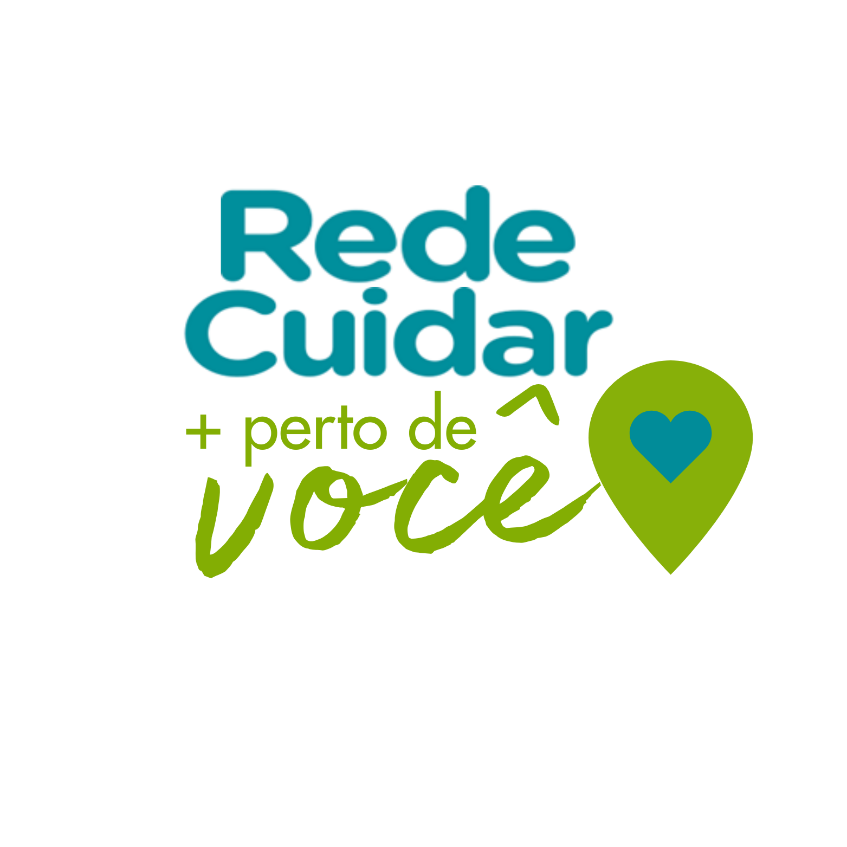 Rede
Cuidar
+ perto de
você